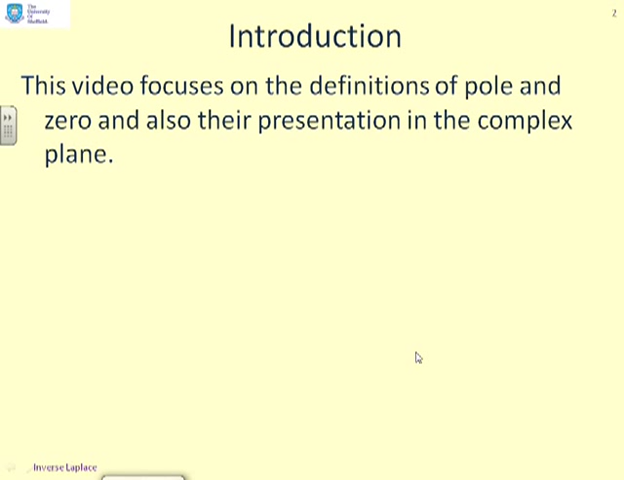 The
University
Of
Sheffield.
2
Introduction
This video focuses on the definitions of pole and
zero and also their presentation in the complex
plane.
Inverse Laplace